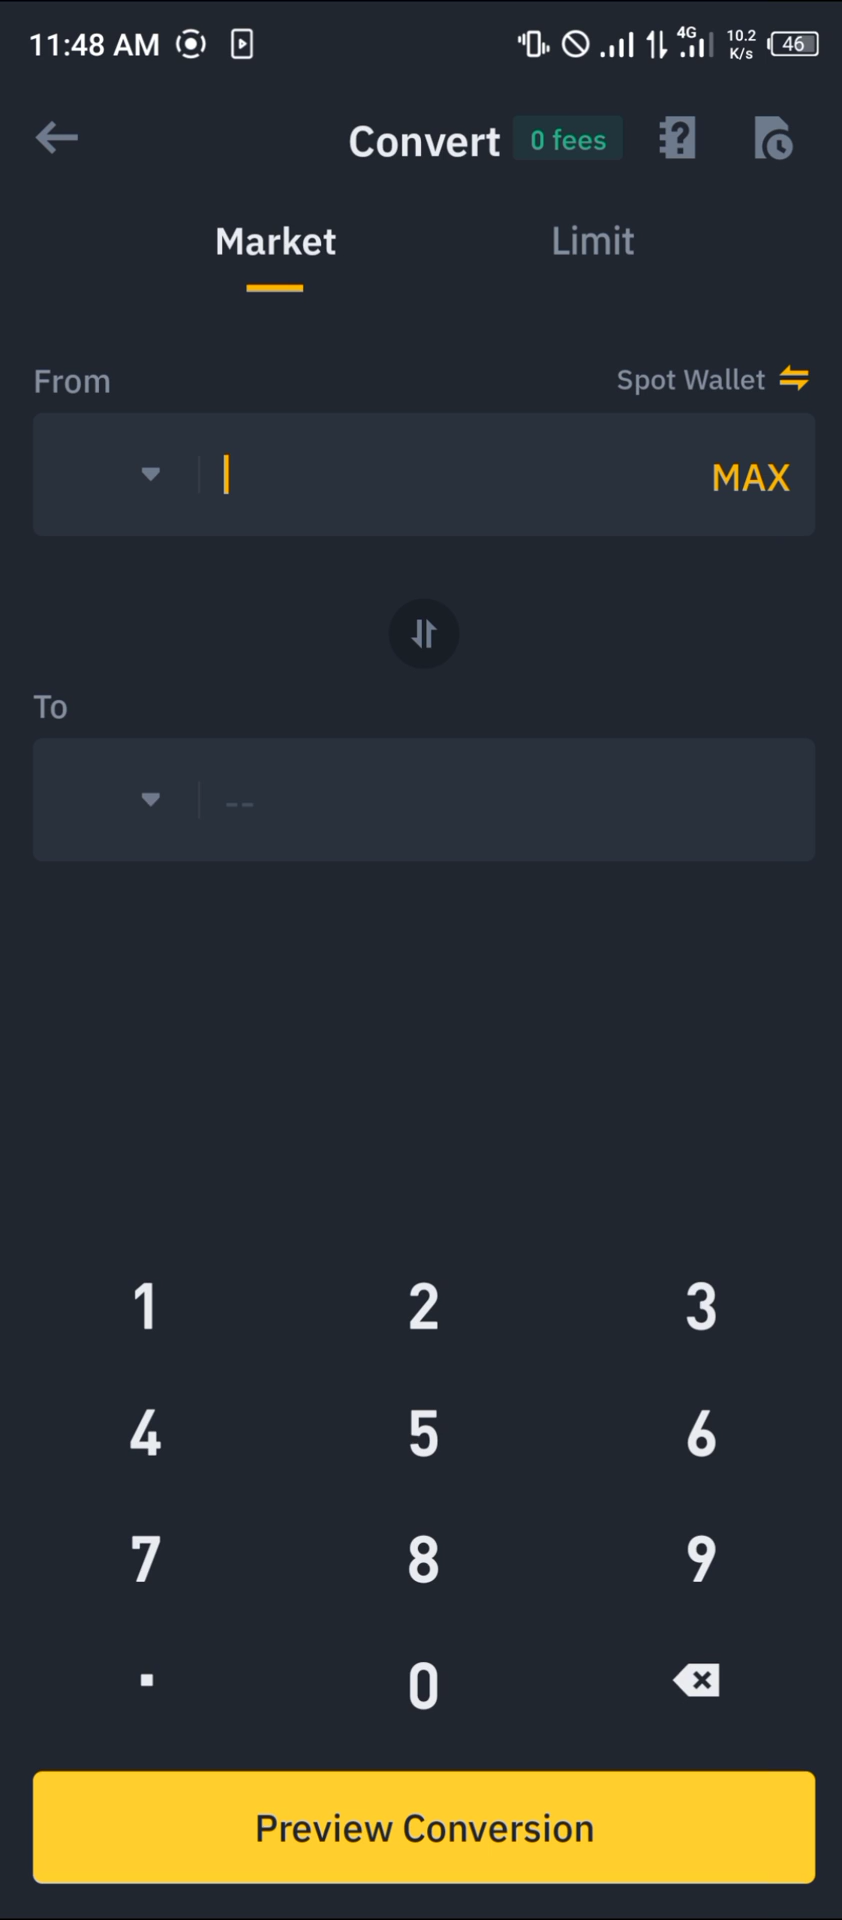 11:48 AM 4G 10.2 K/s 46
Convert 0 fees
Market Limit
From Spot Wallet
MAX
To
--
1 2 3
4 5 6
7 8 9
. 0
Preview Conversion